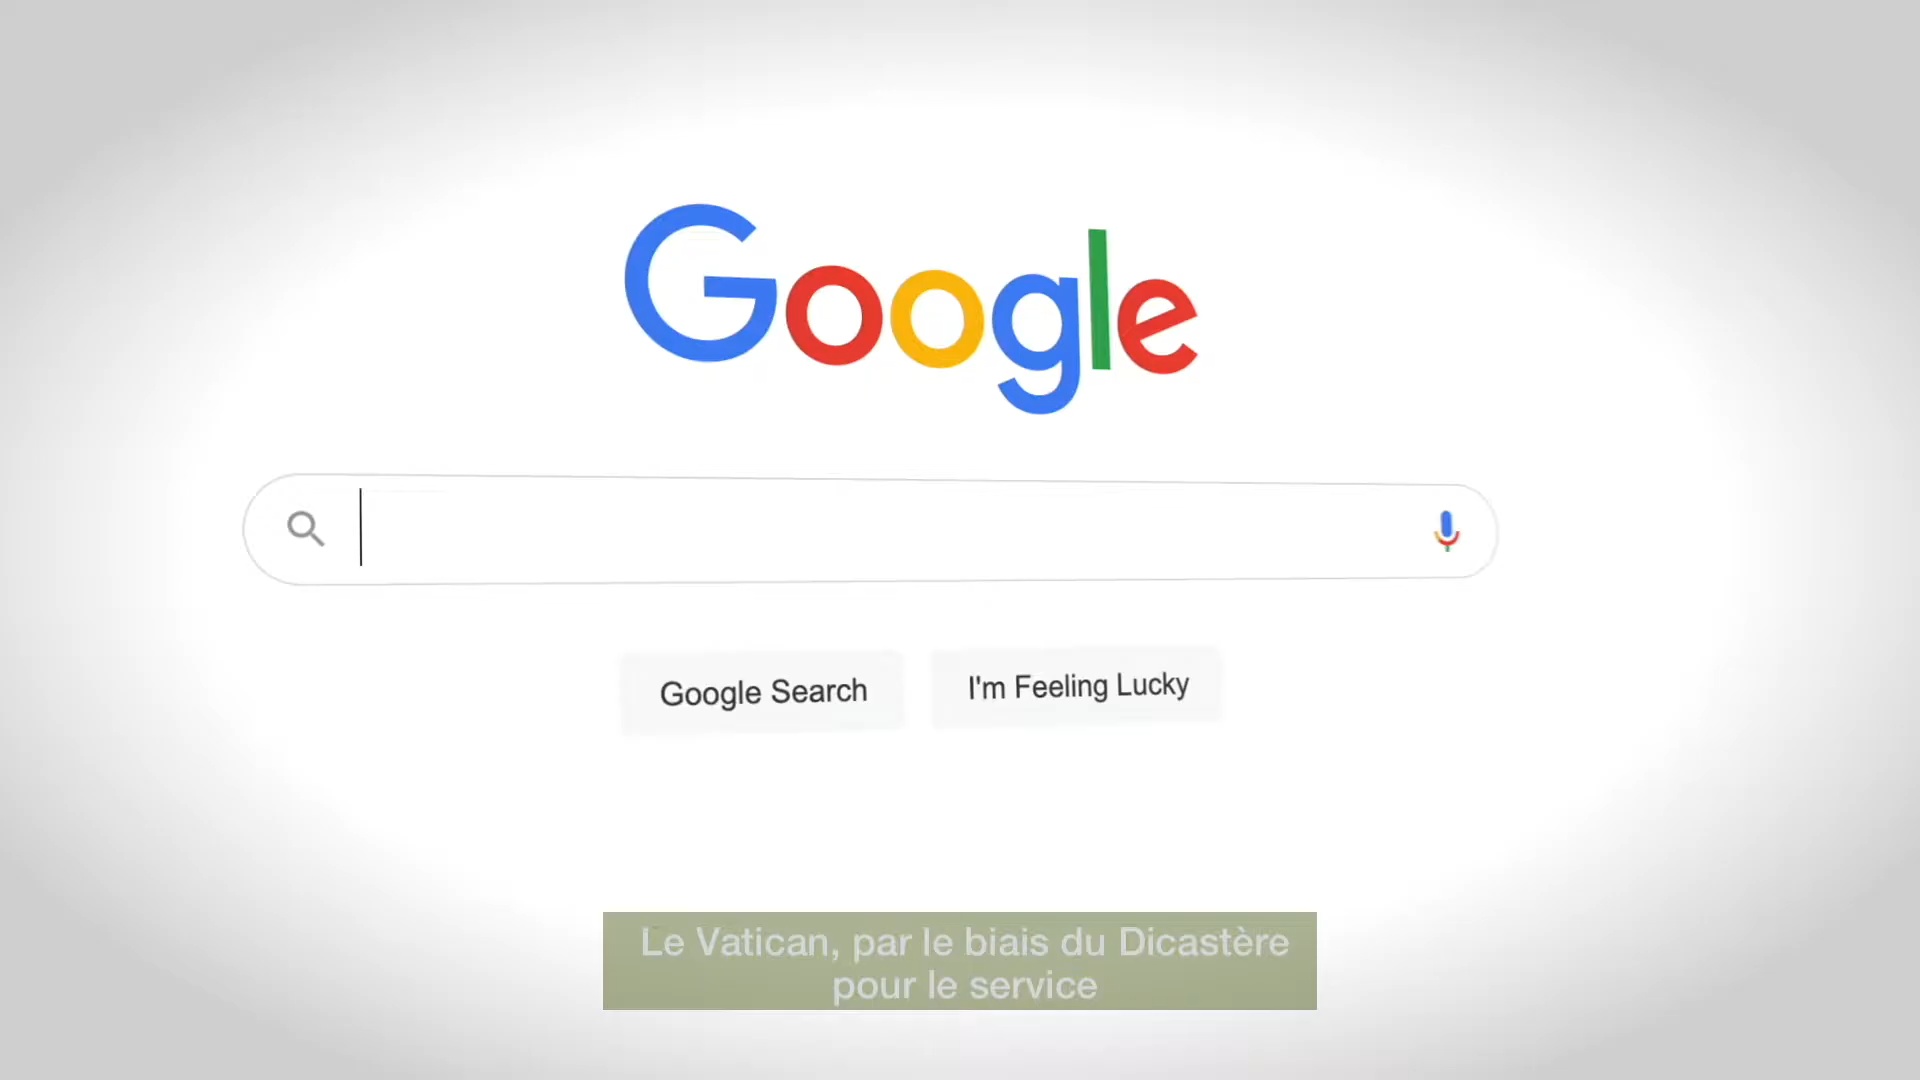 Google
Google Search
I'm Feeling Lucky
Le Vatican, par le biais du Dicastère
pour le service